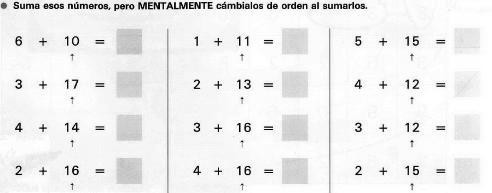 ● Suma esos números, pero MENTALMENTE cámbialos de orden al sumarlos.
6 + 10 = 1 + 11 = 5 + 15 =
↑ ↑ ↑
3 + 17 = 2 + 13 = 4 + 12 =
↑ ↑ ↑
4 + 14 = 3 + 16 = 3 + 12 =
↑ ↑ ↑
2 + 16 = 4 + 16 = 2 + 15 =
↑ ↑ ↑